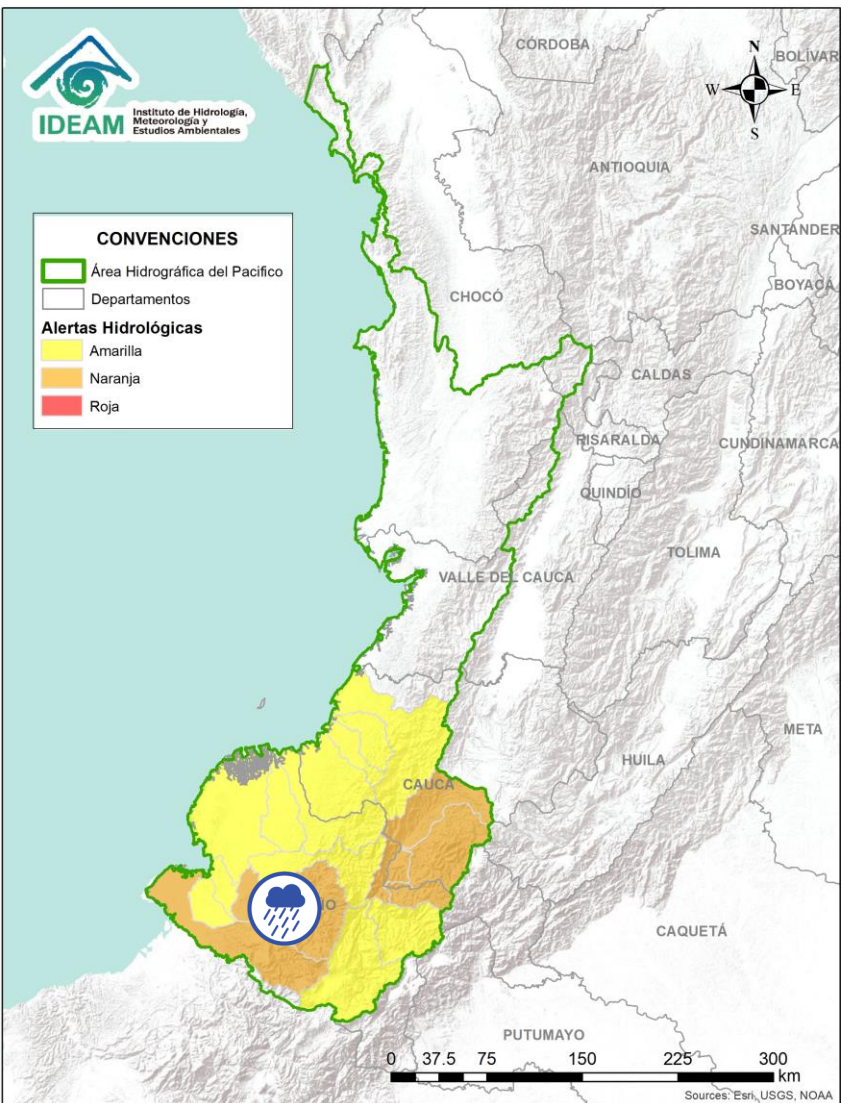 IDEAM
Instituto de Hidrología,
Meteorología y
Estudios Ambientales
CÓRDOBA
BOLÍVAR
N
W
E
S
ANTIOQUIA
SANTANDER
BOYACÁ
CONVENCIONES
Área Hidrográfica del Pacifico
Departamentos
Alertas Hidrológicas
Amarilla
Naranja
Roja
CHOCÓ
CALDAS
RISARALDA
CUNDINAMARCA
QUINDÍO
TOLIMA
VALLE DEL CAUCA
META
HUILA
CAUCA
ÑO
CAQUETÁ
PUTUMAYO
0 37.5 75 150 225 300
km
Sources: Esri, USGS, NOAA